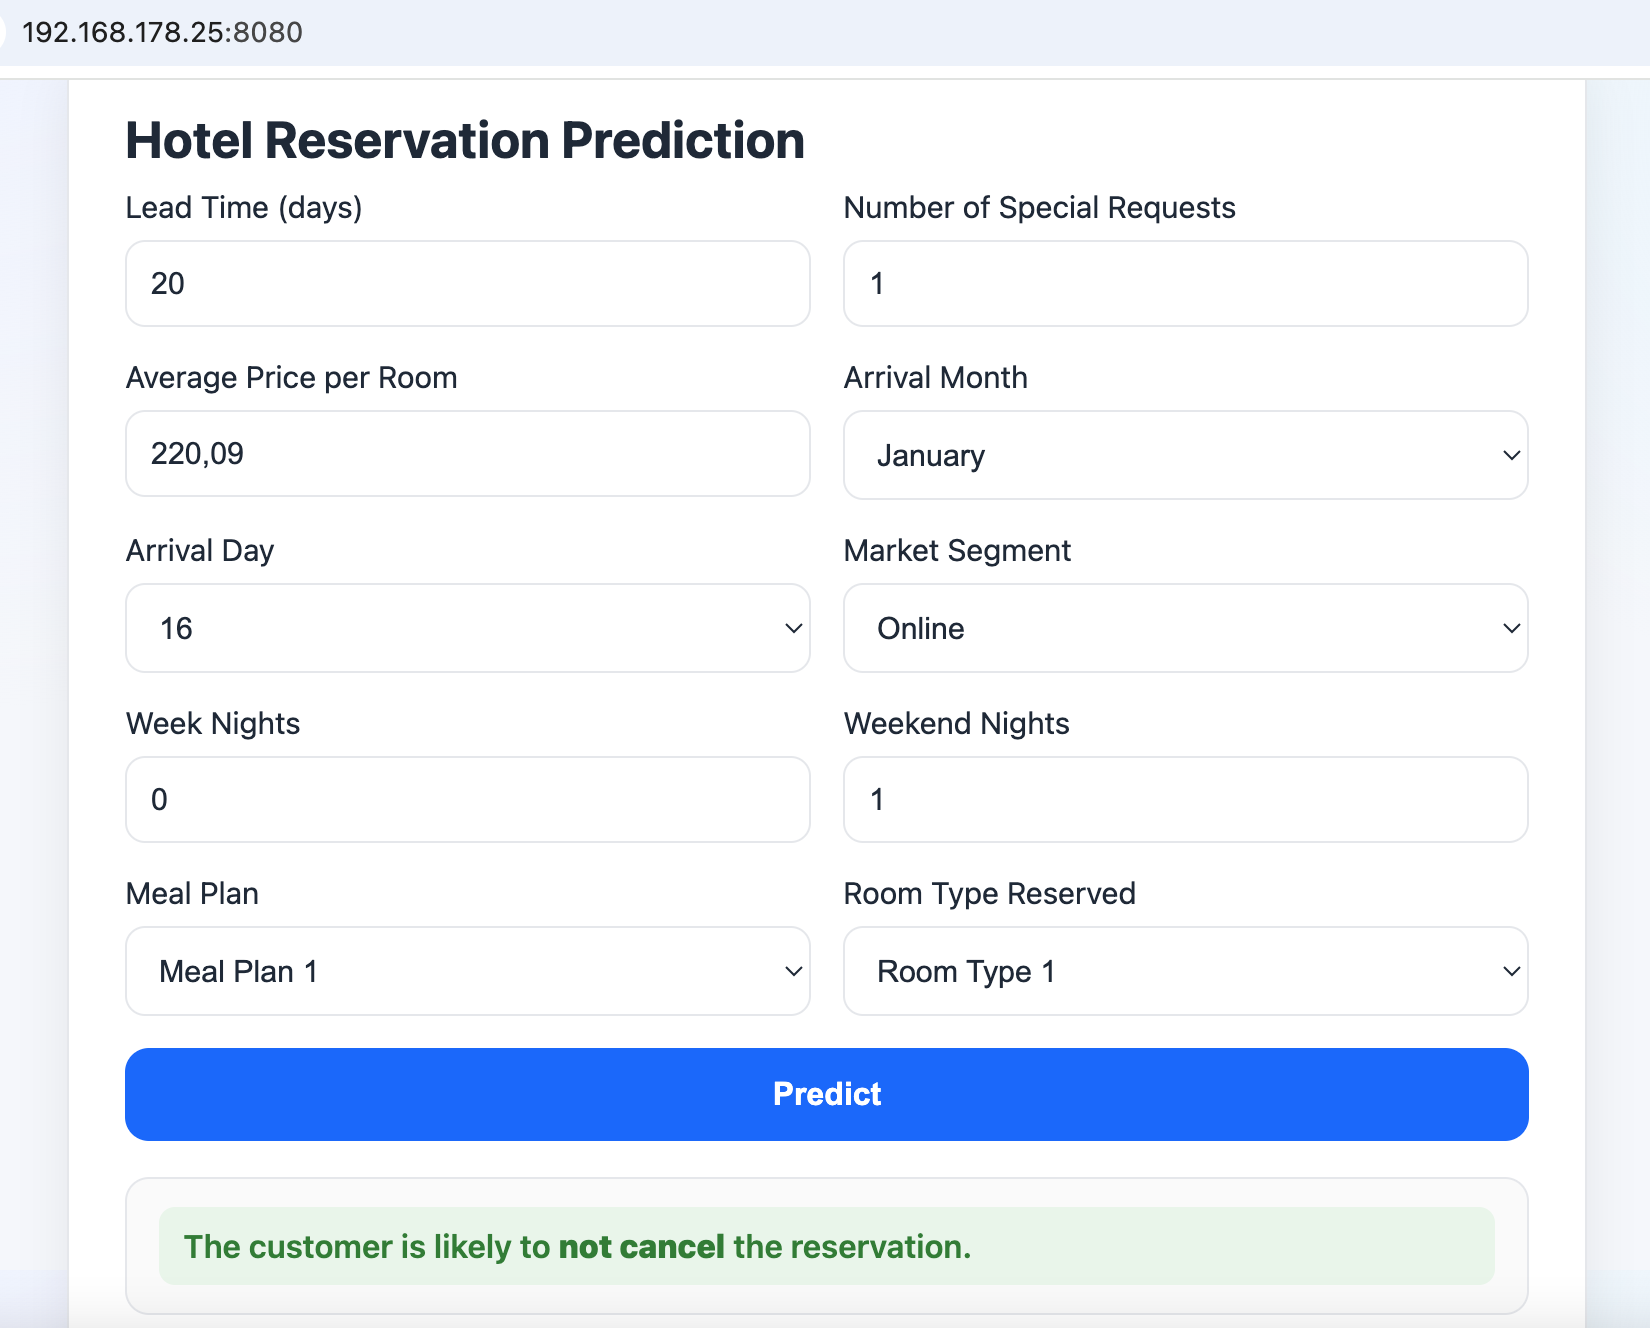 192.168.178.25:8080
Hotel Reservation Prediction
Lead Time (days)
20
Number of Special Requests
1
Average Price per Room
220,09
Arrival Month
January
Arrival Day
16
Market Segment
Online
Week Nights
0
Weekend Nights
1
Meal Plan
Meal Plan 1
Room Type Reserved
Room Type 1
Predict
The customer is likely to not cancel the reservation.